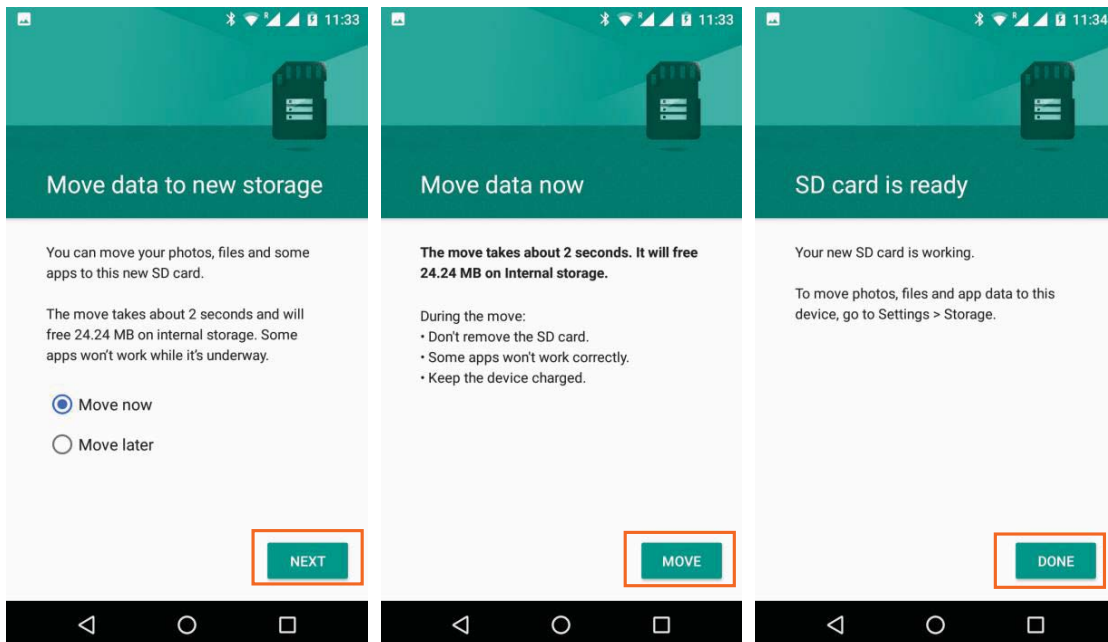 R 11:33
Move data to new storage
You can move your photos, files and some
apps to this new SD card.
The move takes about 2 seconds and will
free 24.24 MB on internal storage. Some
apps won't work while it's underway.
Move now
Move later
NEXT
R 11:33
Move data now
The move takes about 2 seconds. It will free
24.24 MB on Internal storage.
During the move:
• Don't remove the SD card.
• Some apps won't work correctly.
• Keep the device charged.
MOVE
R 11:34
SD card is ready
Your new SD card is working.
To move photos, files and app data to this
device, go to Settings > Storage.
DONE